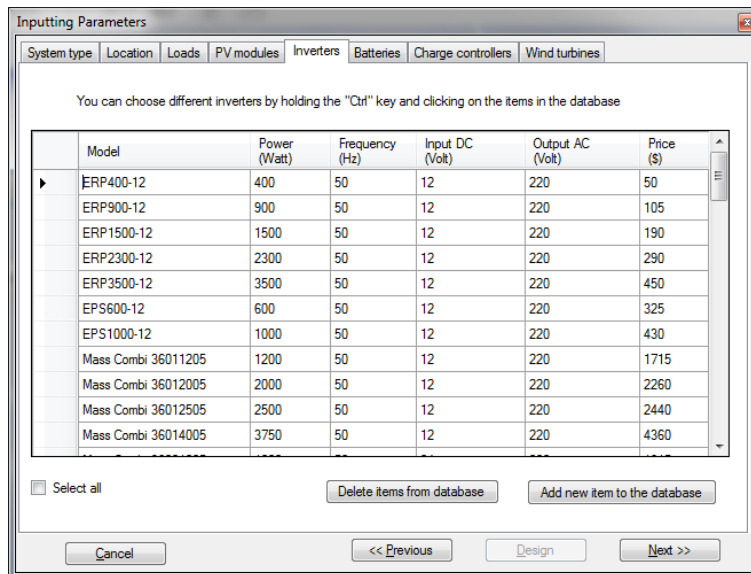 Inputting Parameters
System type Location Loads PV modules Inverters Batteries Charge controllers Wind turbines
You can choose different inverters by holding the "Ctrl" key and clicking on the items in the database
Model Power (Watt) Frequency (Hz) Input DC (Volt) Output AC (Volt) Price ($)
ERP400-12 400 50 12 220 50
ERP900-12 900 50 12 220 105
ERP1500-12 1500 50 12 220 190
ERP2300-12 2300 50 12 220 290
ERP3500-12 3500 50 12 220 450
EPS600-12 600 50 12 220 325
EPS1000-12 1000 50 12 220 430
Mass Combi 36011205 1200 50 12 220 1715
Mass Combi 36012005 2000 50 12 220 2260
Mass Combi 36012505 2500 50 12 220 2440
Mass Combi 36014005 3750 50 12 220 4360
Select all Delete items from database Add new item to the database
Cancel << Previous Design Next >>